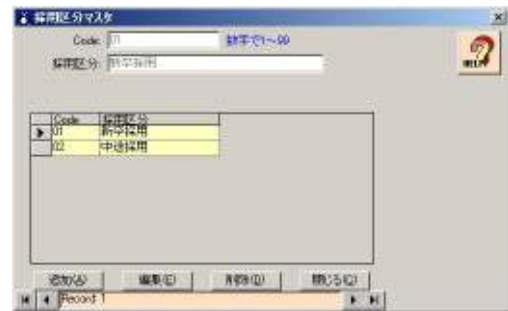 採用区分マスタ
Code: 01 数字で1～99
採用区分: 新卒採用
HELP
Code 採用区分
01 新卒採用
02 中途採用
追加(A) 編集(E) 削除(D) 閉じる(C)
Record 1